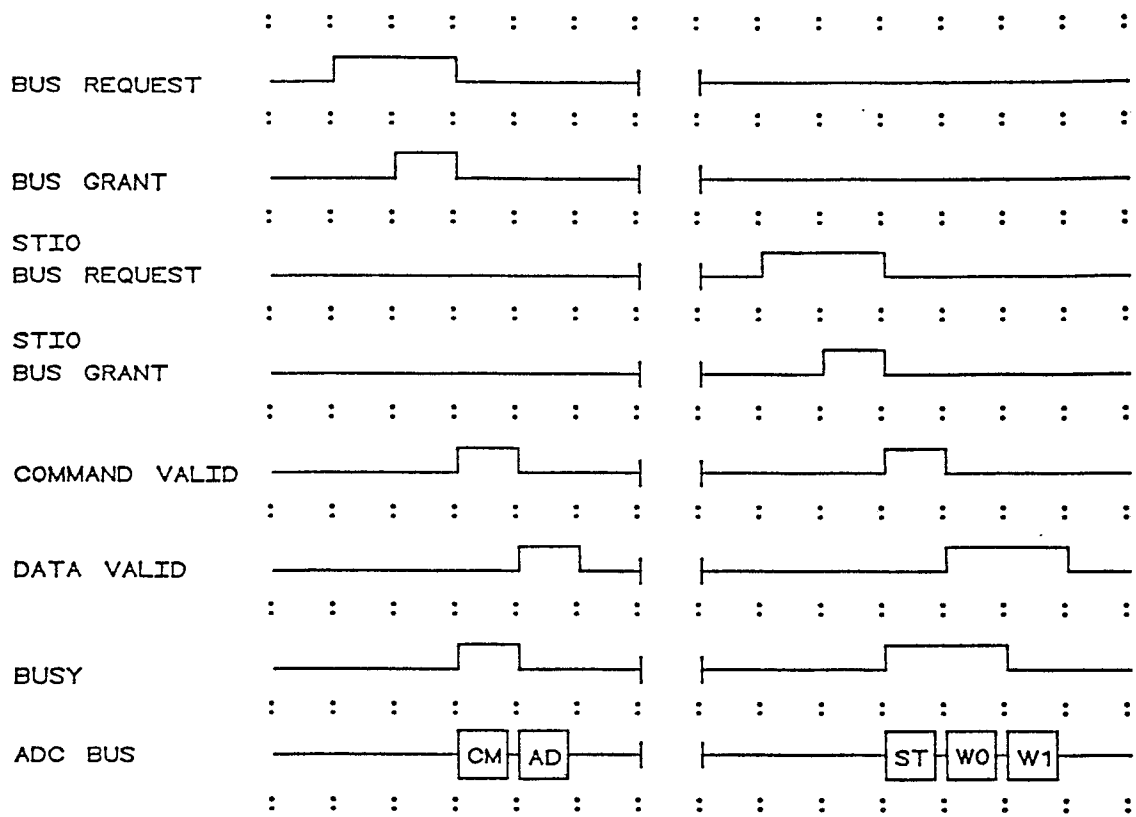 BUS REQUEST
BUS GRANT
STIO
BUS REQUEST
STIO
BUS GRANT
COMMAND VALID
DATA VALID
BUSY
ADC BUS CM AD ST W0 W1